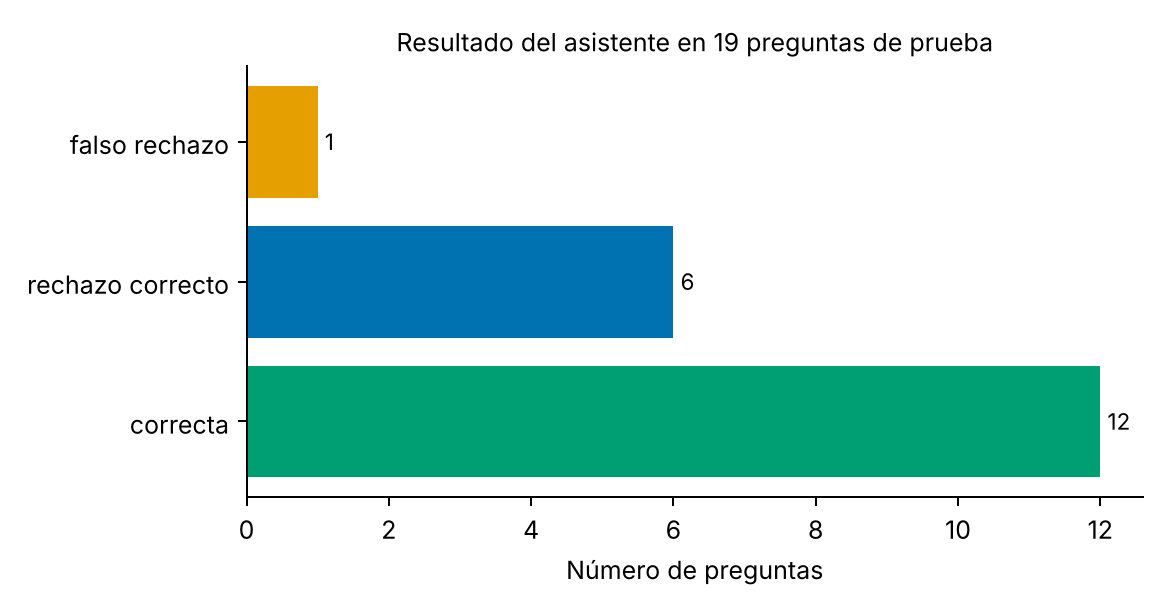 Resultado del asistente en 19 preguntas de prueba
falso rechazo
1
rechazo correcto
6
correcta
12
0 2 4 6 8 10 12
Número de preguntas